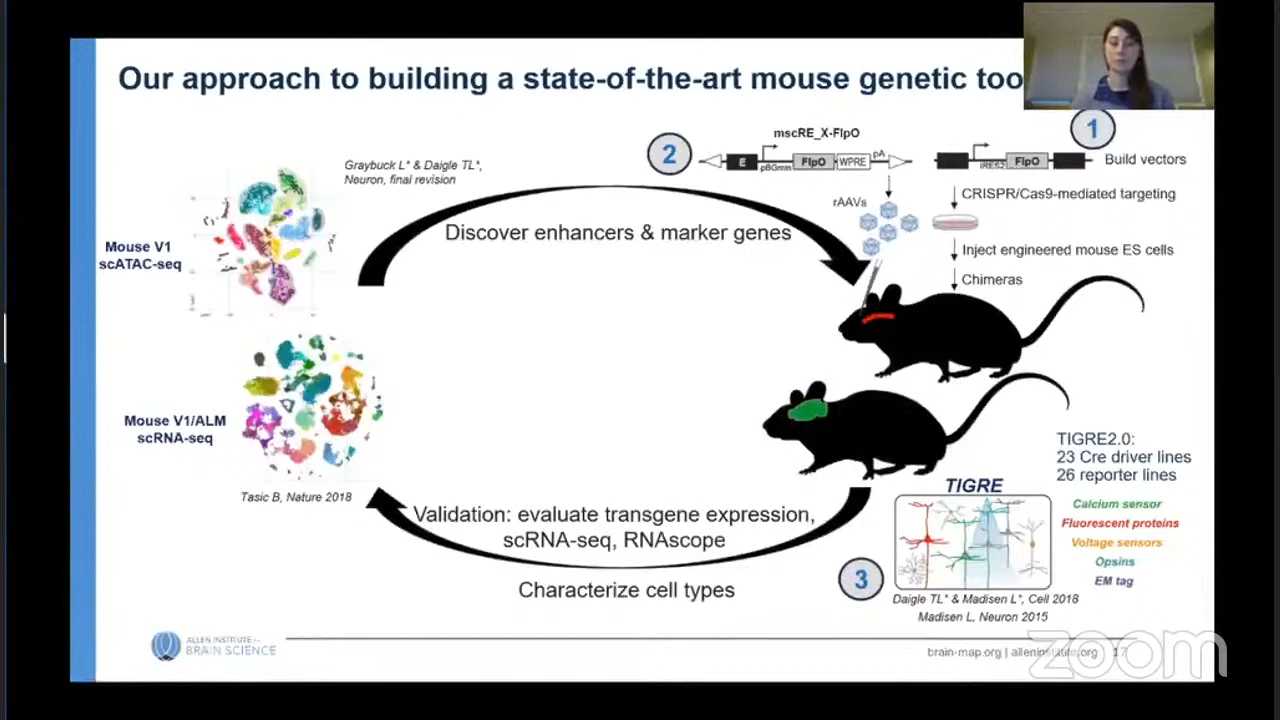 Our approach to building a state-of-the-art mouse genetic too
1
2
mscRE_X-FlpO
E
pBGmin
FlpO
WPRE
pA
IRES2
FlpO
Build vectors
Graybuck L* & Daigle TL*,
Neuron, final revision
rAAVs
CRISPR/Cas9-mediated targeting
Discover enhancers & marker genes
Mouse V1
scATAC-seq
Inject engineered mouse ES cells
Chimeras
Mouse V1/ALM
scRNA-seq
TIGRE2.0:
23 Cre driver lines
26 reporter lines
Tasic B, Nature 2018
TIGRE
Validation: evaluate transgene expression,
scRNA-seq, RNAscope
Calcium sensor
Fluorescent proteins
Voltage sensors
Opsins
EM tag
3
Characterize cell types
Daigle TL* & Madisen L*, Cell 2018
Madisen L, Neuron 2015
ALLEN INSTITUTE for
BRAIN SCIENCE
brain-map.org | alleninstitute.org | 17
zoom